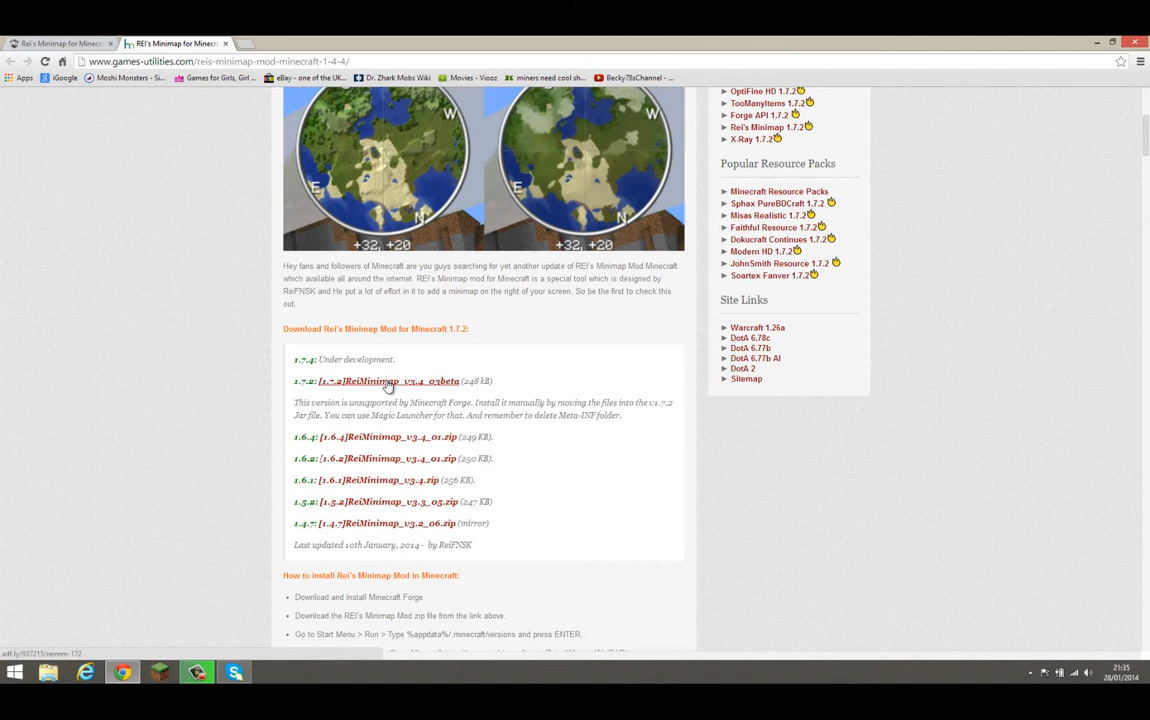 Rei's Minimap for Minecra
REI's Minimap for Minecra
www.games-utilities.com/reis-minimap-mod-minecraft-1-4-4/
Apps
iGoogle
Moshi Monsters - Si...
Games for Girls, Girl ...
eBay - one of the UK...
Dr. Zhark Mobs Wiki
Movies - Viooz
miners need cool sh...
Becky78sChannel - ...
W
W
E
N
E
N
+32, +20
+32, +20
Hey fans and followers of Minecraft are you guys searching for yet another update of REI's Minimap Mod Minecraft
which available all around the internet. REI's Minimap mod for Minecraft is a special tool which is designed by
ReiFNSK and He put a lot of effort in it to add a minimap on the right of your screen. So be the first to check this
out.
Download Rei's Minimap Mod for Minecraft 1.7.2:
1.7.4: Under development.
1.7.2: [1.7.2]ReiMinimap_v3.4_03beta (248 kB)
This version is unsupported by Minecraft Forge. Install it manually by moving the files into the v1.7.2
Jar file. You can use Magic Launcher for that. And remember to delete Meta-INF folder.
1.6.4: [1.6.4]ReiMinimap_v3.4_01.zip (249 KB).
1.6.2: [1.6.2]ReiMinimap_v3.4_01.zip (250 KB).
1.6.1: [1.6.1]ReiMinimap_v3.4.zip (256 KB).
1.5.2: [1.5.2]ReiMinimap_v3.3_05.zip (247 KB)
1.4.7: [1.4.7]ReiMinimap_v3.2_06.zip (mirror)
Last updated 10th January, 2014 - by ReiFNSK
How to install Rei's Minimap Mod in Minecraft:
Download and Install Minecraft Forge.
Download the REI's Minimap Mod zip file from the link above.
Go to Start Menu > Run > Type %appdata%/.minecraft/versions and press ENTER.
OptiFine HD 1.7.2
TooManyItems 1.7.2
Forge API 1.7.2
Rei's Minimap 1.7.2
X-Ray 1.7.2
Popular Resource Packs
Minecraft Resource Packs
Sphax PureBDCraft 1.7.2
Misas Realistic 1.7.2
Faithful Resource 1.7.2
Dokucraft Continues 1.7.2
Modern HD 1.7.2
JohnSmith Resource 1.7.2
Soartex Fanver 1.7.2
Site Links
Warcraft 1.26a
DotA 6.78c
DotA 6.77b
DotA 6.77b AI
DotA 2
Sitemap
adf.ly/937215/reimm-172
21:35
28/01/2014